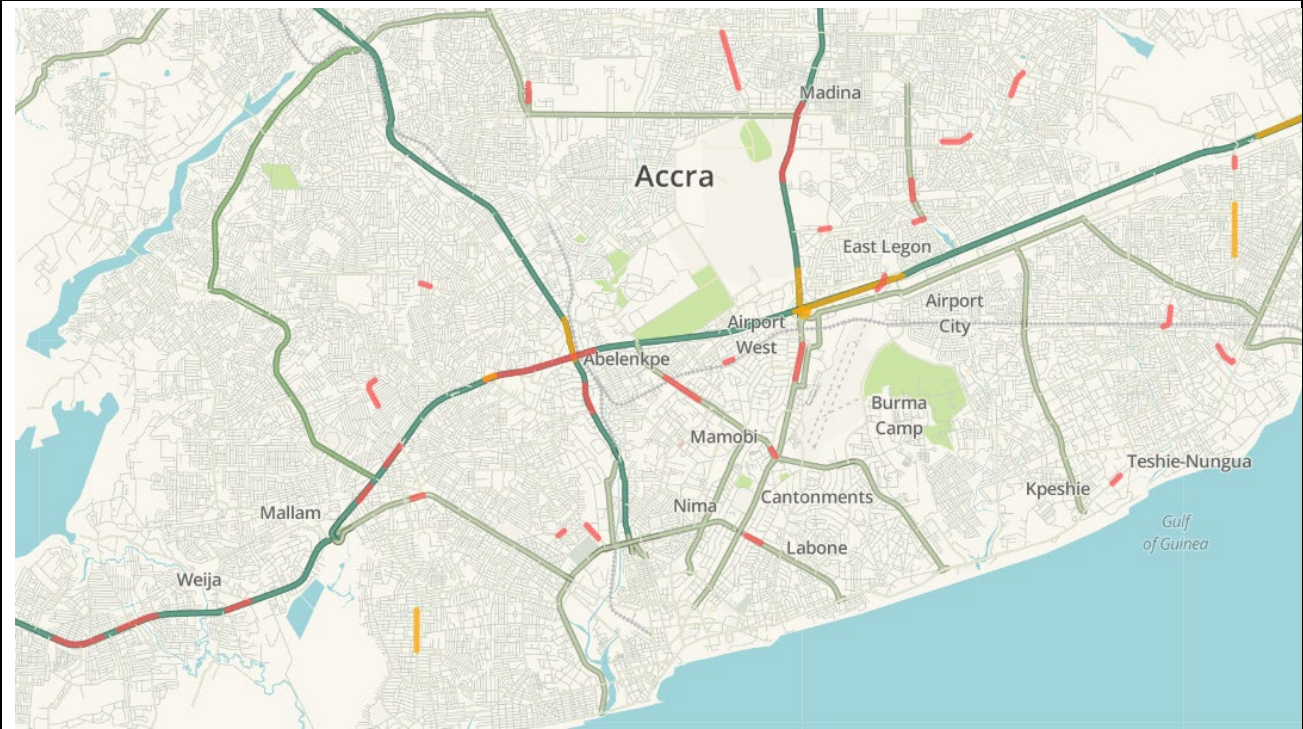 Madina
Accra
East Legon
Airport
City
Airport
West
Abelenkpe
Burma
Camp
Mamobi
Teshie-Nungua
Kpeshie
Cantonments
Nima
Mallam
Gulf
of Guinea
Labone
Weija